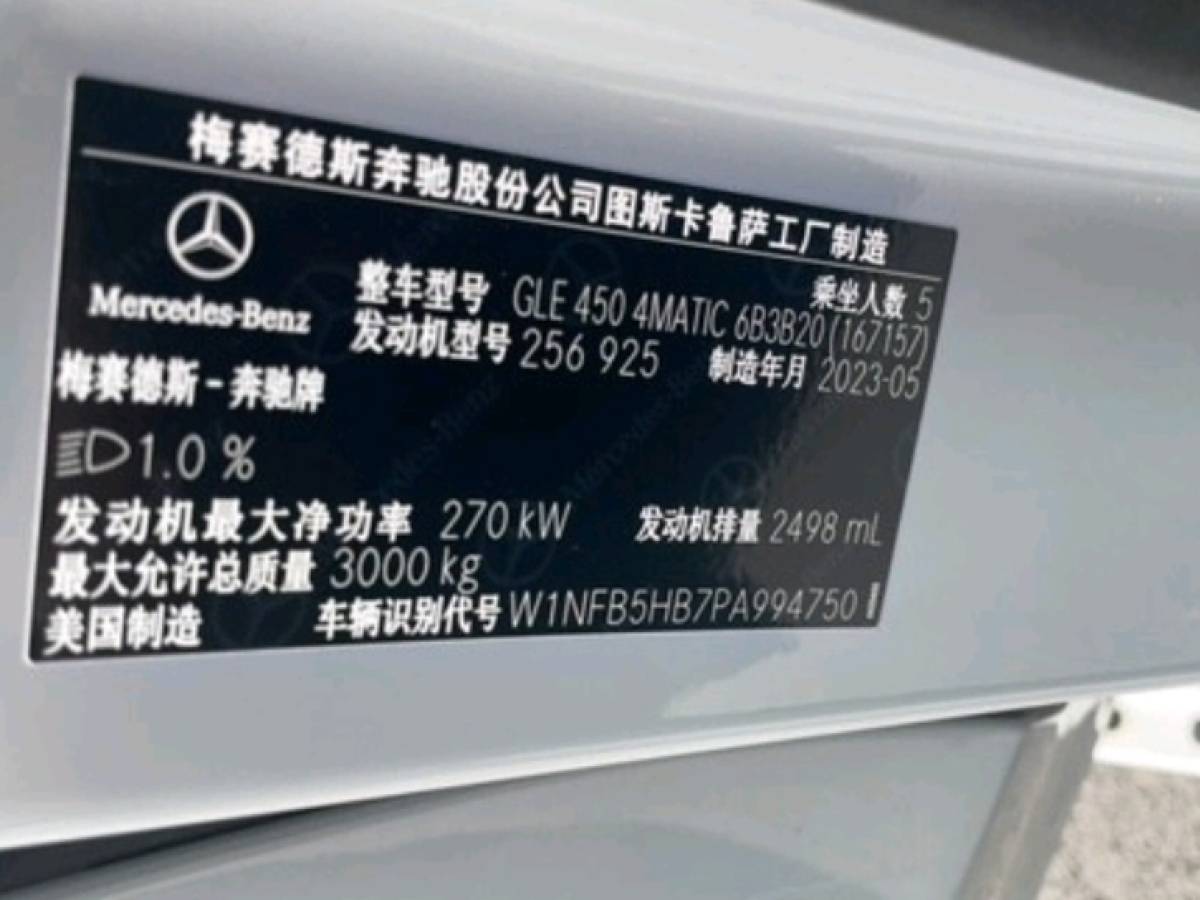 梅赛德斯奔驰股份公司图斯卡鲁萨工厂制造
乘坐人数 5
整车型号 GLE 450 4MATIC 6B3B20 (167157)
Mercedes-Benz
发动机型号 256 925 制造年月 2023-05
梅赛德斯-奔驰牌
1.0 %
发动机最大净功率 270 kW 发动机排量 2498 mL
最大允许总质量 3000 kg
美国制造 车辆识别代号 W1NFB5HB7PA994750